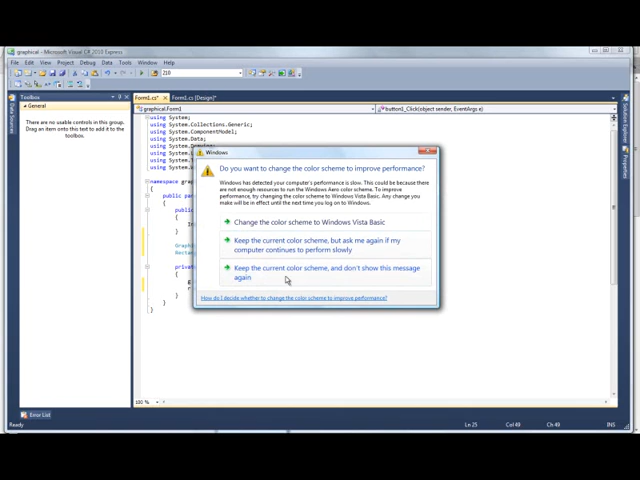 graphical - Microsoft Visual C# 2010 Express
File Edit View Project Debug Data Tools Window Help
210
Toolbox
Form1.cs* Form1.cs [Design]*
General
graphical.Form1
button1_Click(object sender, EventArgs e)
There are no usable controls in this group.
Drag an item onto this text to add it to the
toolbox.
using System;
using System.Collections.Generic;
using System.ComponentModel;
using System.Data;
namespace
public
Rectang
Data Sources
Solution Explorer
Properties
Windows
Do you want to change the color scheme to improve performance?
Windows has detected your computer's performance is slow. This could be because there
are not enough resources to run the Windows Aero color scheme. To improve
performance, try changing the color scheme to Windows Vista Basic. Any change you
make will be in effect until the next time you log on to Windows.
Change the color scheme to Windows Vista Basic
Keep the current color scheme, but ask me again if my
computer continues to perform slowly
Keep the current color scheme, and don't show this message
again
How do I decide whether to change the color scheme to improve performance?
100 %
Error List
Ready
Ln 25
Col 49
Ch 49
INS